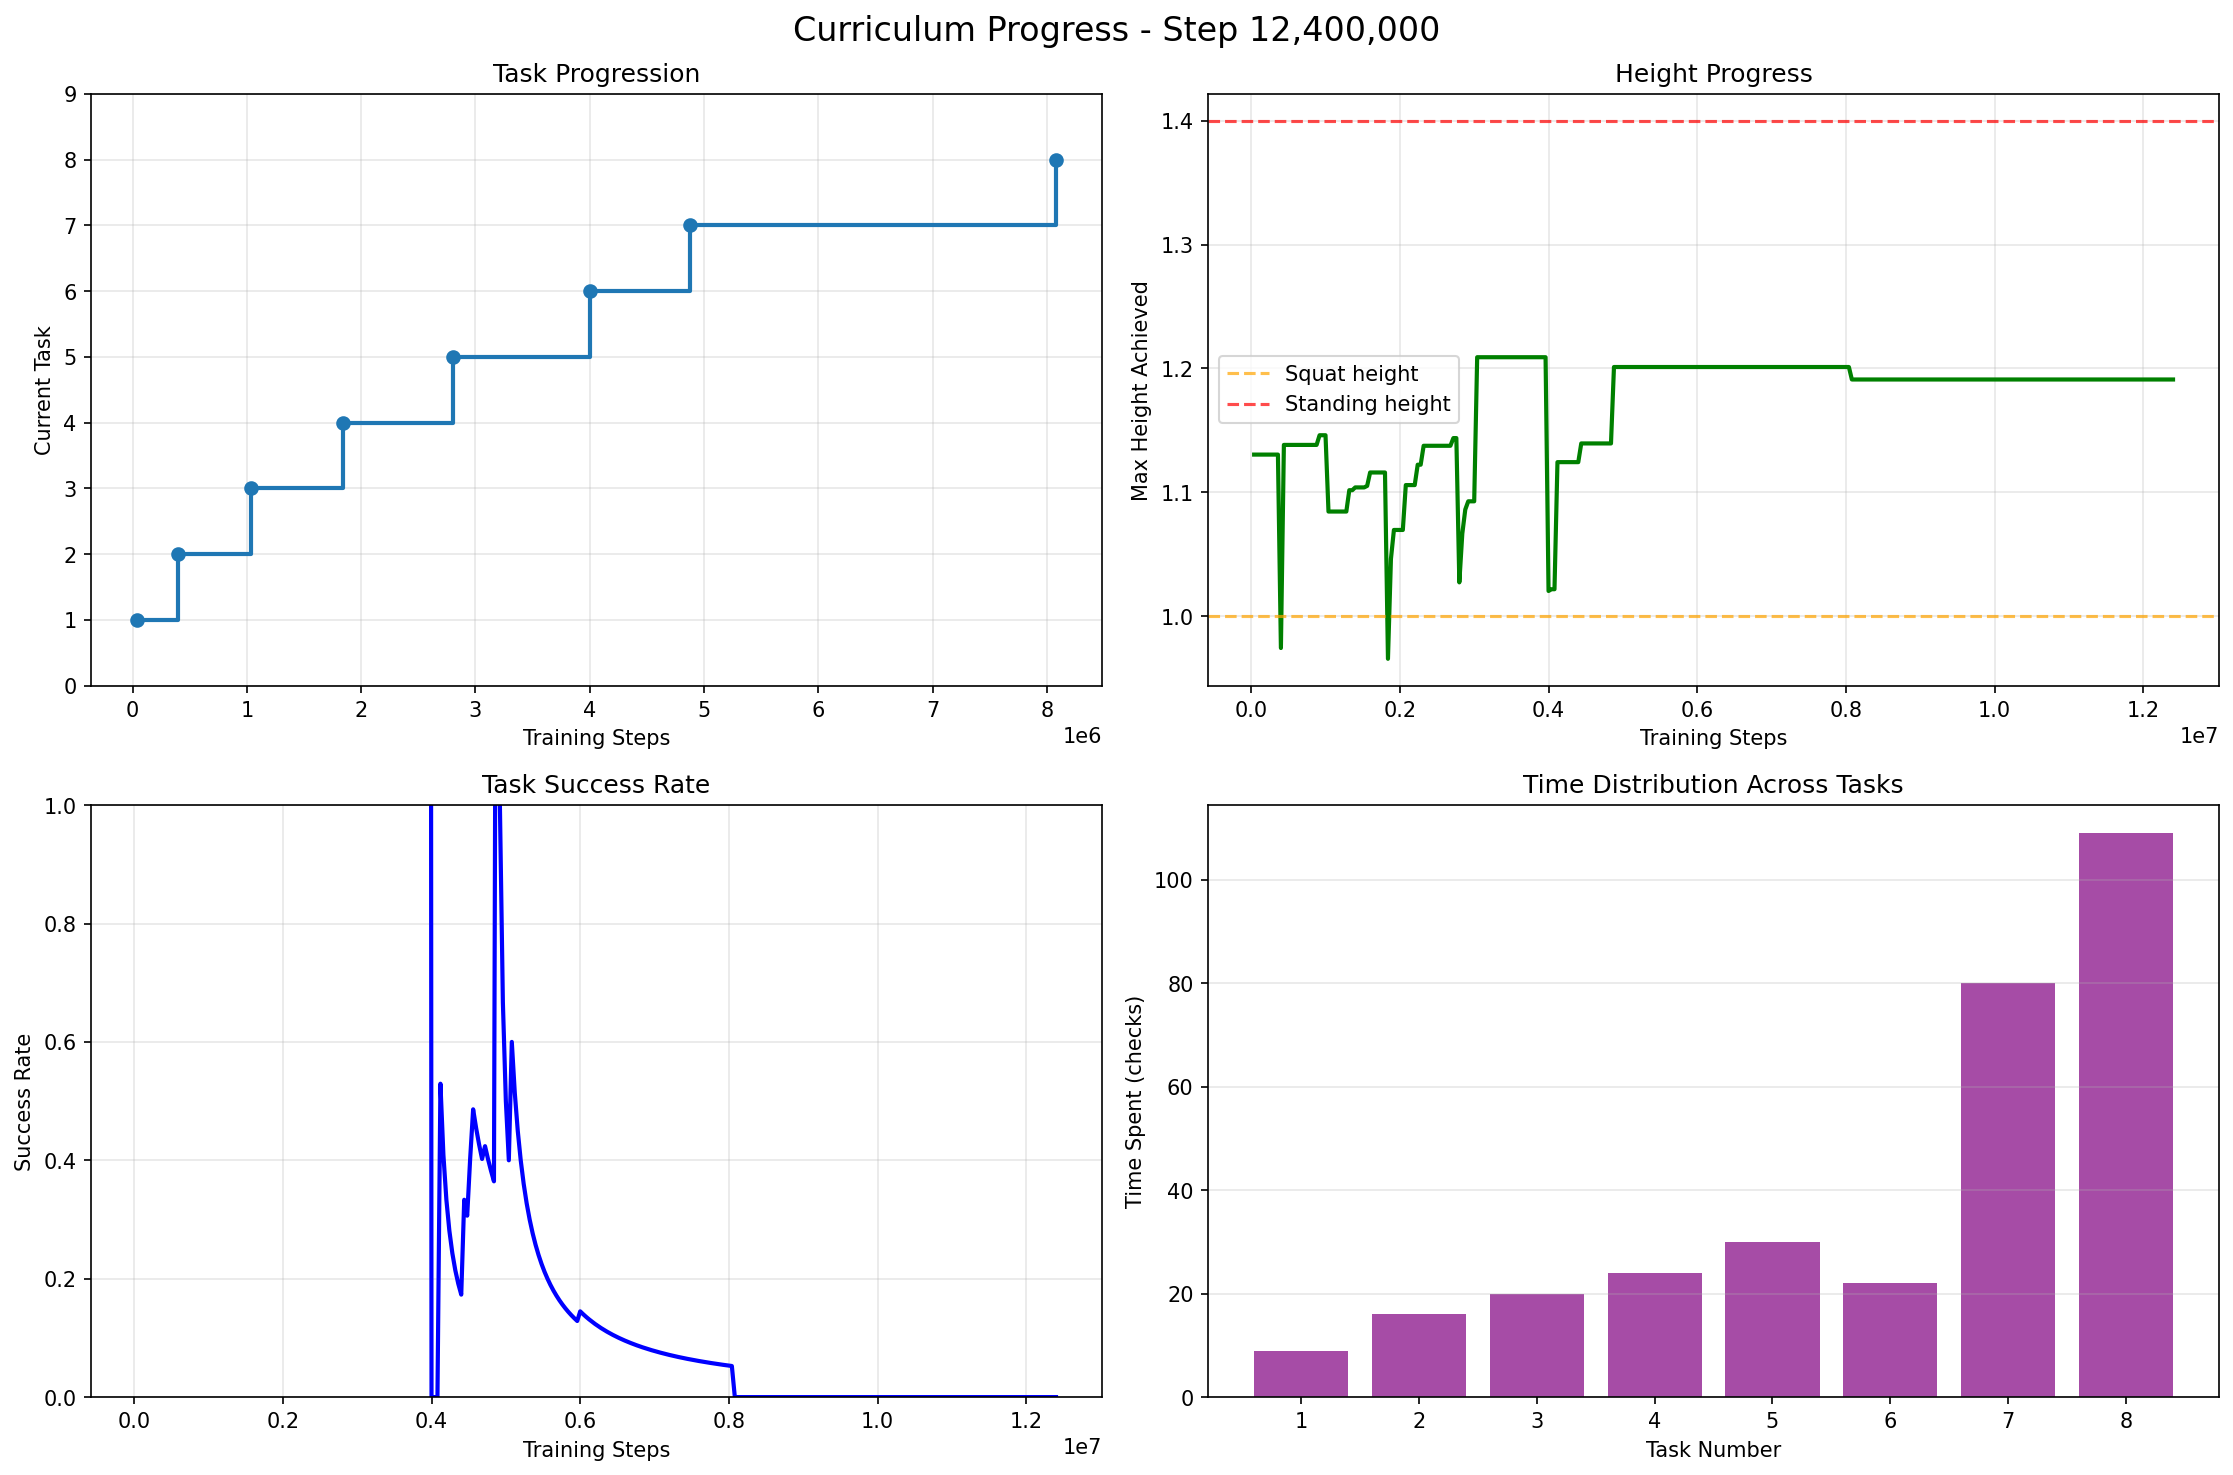 Curriculum Progress - Step 12,400,000
Task Progression
9
8
7
6
5
4
3
2
1
0
Current Task
0 1 2 3 4 5 6 7 8
1e6
Training Steps
Height Progress
1.4
1.3
1.2
1.1
1.0
Max Height Achieved
Squat height
Standing height
0.0 0.2 0.4 0.6 0.8 1.0 1.2
1e7
Training Steps
Task Success Rate
1.0
0.8
0.6
0.4
0.2
0.0
Success Rate
0.0 0.2 0.4 0.6 0.8 1.0 1.2
1e7
Training Steps
Time Distribution Across Tasks
100
80
60
40
20
0
Time Spent (checks)
1 2 3 4 5 6 7 8
Task Number